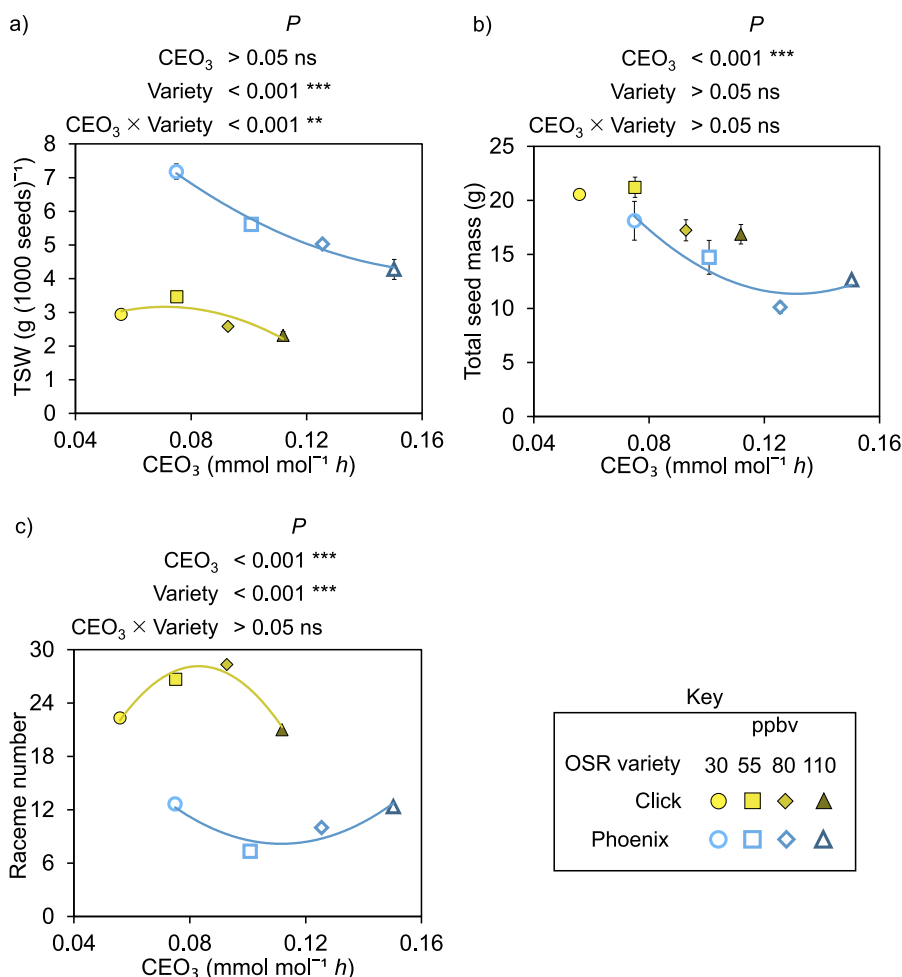 a)
P
CEO₃ > 0.05 ns
Variety < 0.001 ***
CEO₃ × Variety < 0.001 **
8
7
6
5
4
3
2
1
0
TSW (g (1000 seeds)⁻¹)
0.04 0.08 0.12 0.16
CEO₃ (mmol mol⁻¹ h)
b)
P
CEO₃ < 0.001 ***
Variety > 0.05 ns
CEO₃ × Variety > 0.05 ns
25
20
15
10
5
0
Total seed mass (g)
0.04 0.08 0.12 0.16
CEO₃ (mmol mol⁻¹ h)
c)
P
CEO₃ < 0.001 ***
Variety < 0.001 ***
CEO₃ × Variety > 0.05 ns
30
24
18
12
6
0
Raceme number
0.04 0.08 0.12 0.16
CEO₃ (mmol mol⁻¹ h)
Key
ppbv
OSR variety 30 55 80 110
Click
Phoenix